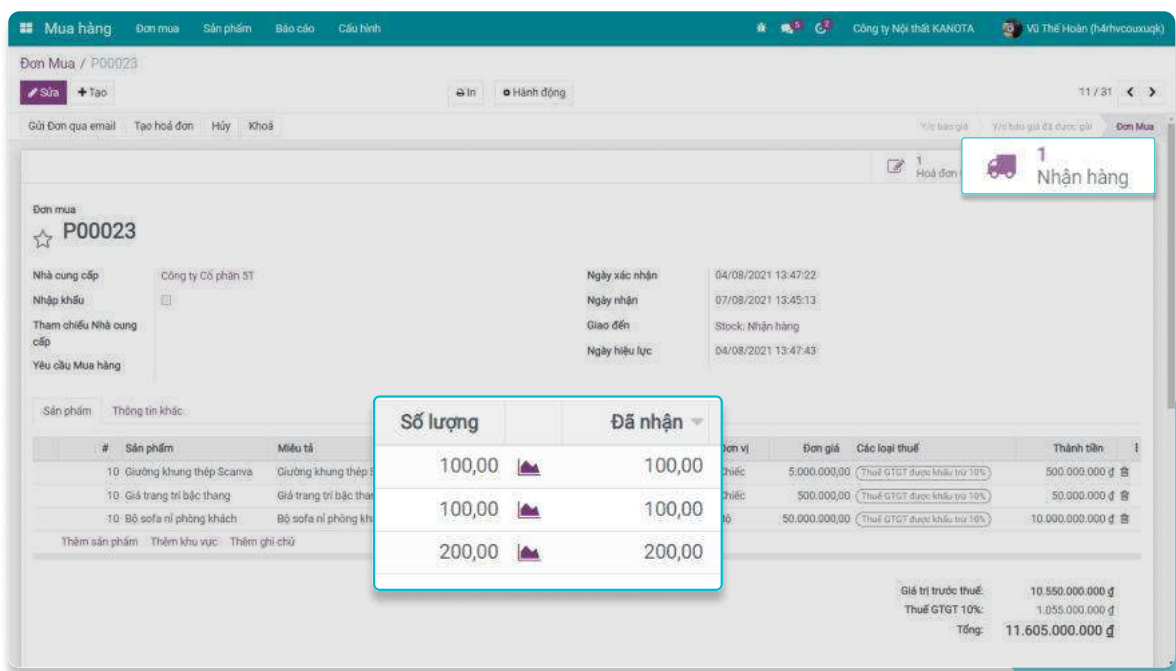 Mua hàng Đơn mua Sản phẩm Báo cáo Cấu hình 5 2 Công ty Nội thất KANOTA Vũ Thế Hoàn (h4rhvcouxuqk)
Đơn Mua / P00023
Sửa +Tạo In Hành động 11 / 31
Gửi Đơn qua email Tạo hoá đơn Hủy Khoá Y/c báo giá Y/c báo giá đã được gửi Đơn Mua
1 Hoá đơn 1 Nhận hàng
Đơn mua
P00023
Nhà cung cấp Công ty Cổ phần 5T Ngày xác nhận 04/08/2021 13:47:22
Nhập khẩu Ngày nhận 07/08/2021 13:45:13
Tham chiếu Nhà cung cấp Giao đến Stock: Nhận hàng
Yêu cầu Mua hàng Ngày hiệu lực 04/08/2021 13:47:43
Sản phẩm Thông tin khác
# Sản phẩm Miêu tả Số lượng Đã nhận Đơn vị Đơn giá Các loại thuế Thành tiền
10 Giường khung thép Scanva Giường khung thép 100,00 100,00 Chiếc 5.000.000,00 Thuế GTGT được khấu trừ 10% 500.000.000 ₫
10 Giá trang trí bậc thang Giá trang trí bậc 100,00 100,00 Chiếc 500.000,00 Thuế GTGT được khấu trừ 10% 50.000.000 ₫
10 Bộ sofa nỉ phòng khách Bộ sofa nỉ phòng 200,00 200,00 Bộ 50.000.000,00 Thuế GTGT được khấu trừ 10% 10.000.000.000 ₫
Thêm sản phẩm Thêm khu vực Thêm ghi chú
Giá trị trước thuế: 10.550.000.000 ₫
Thuế GTGT 10%: 1.055.000.000 ₫
Tổng: 11.605.000.000 ₫